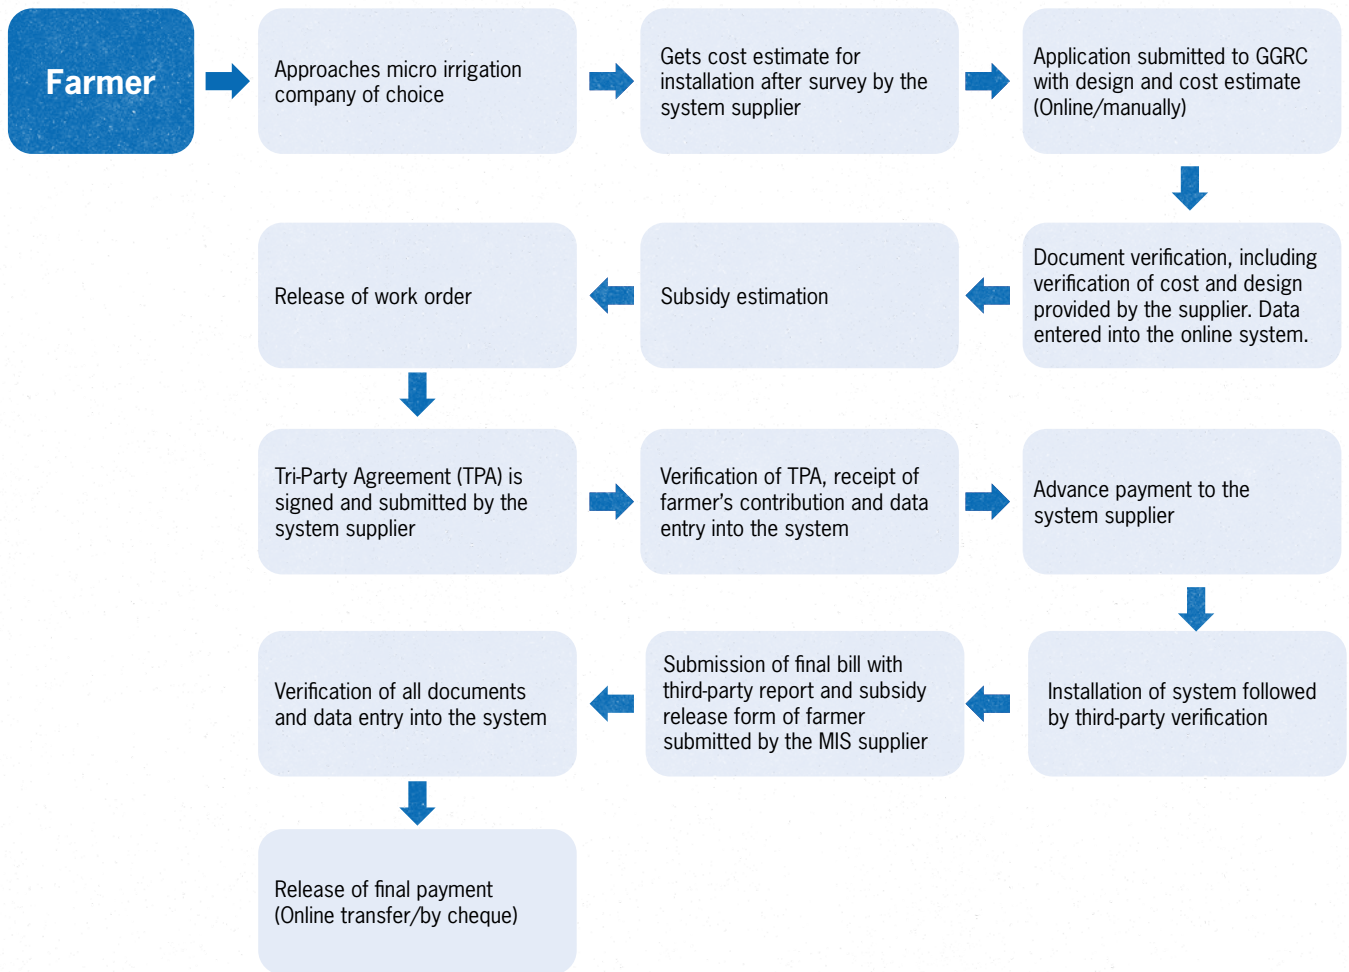 Farmer
Approaches micro irrigation
company of choice
Gets cost estimate for
installation after survey by the
system supplier
Application submitted to GGRC
with design and cost estimate
(Online/manually)
Document verification, including
verification of cost and design
provided by the supplier. Data
entered into the online system.
Subsidy estimation
Release of work order
Tri-Party Agreement (TPA) is
signed and submitted by the
system supplier
Verification of TPA, receipt of
farmer’s contribution and data
entry into the system
Advance payment to the
system supplier
Installation of system followed
by third-party verification
Submission of final bill with
third-party report and subsidy
release form of farmer
submitted by the MIS supplier
Verification of all documents
and data entry into the system
Release of final payment
(Online transfer/by cheque)